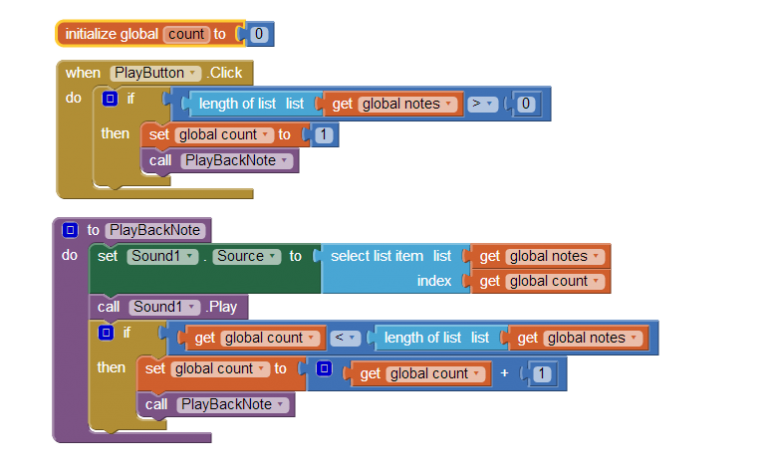 initialize global count to 0
when PlayButton .Click
do if length of list list get global notes > 0
then set global count to 1
call PlayBackNote
to PlayBackNote
do set Sound1 . Source to select list item list get global notes
index get global count
call Sound1 .Play
if get global count < length of list list get global notes
then set global count to get global count + 1
call PlayBackNote